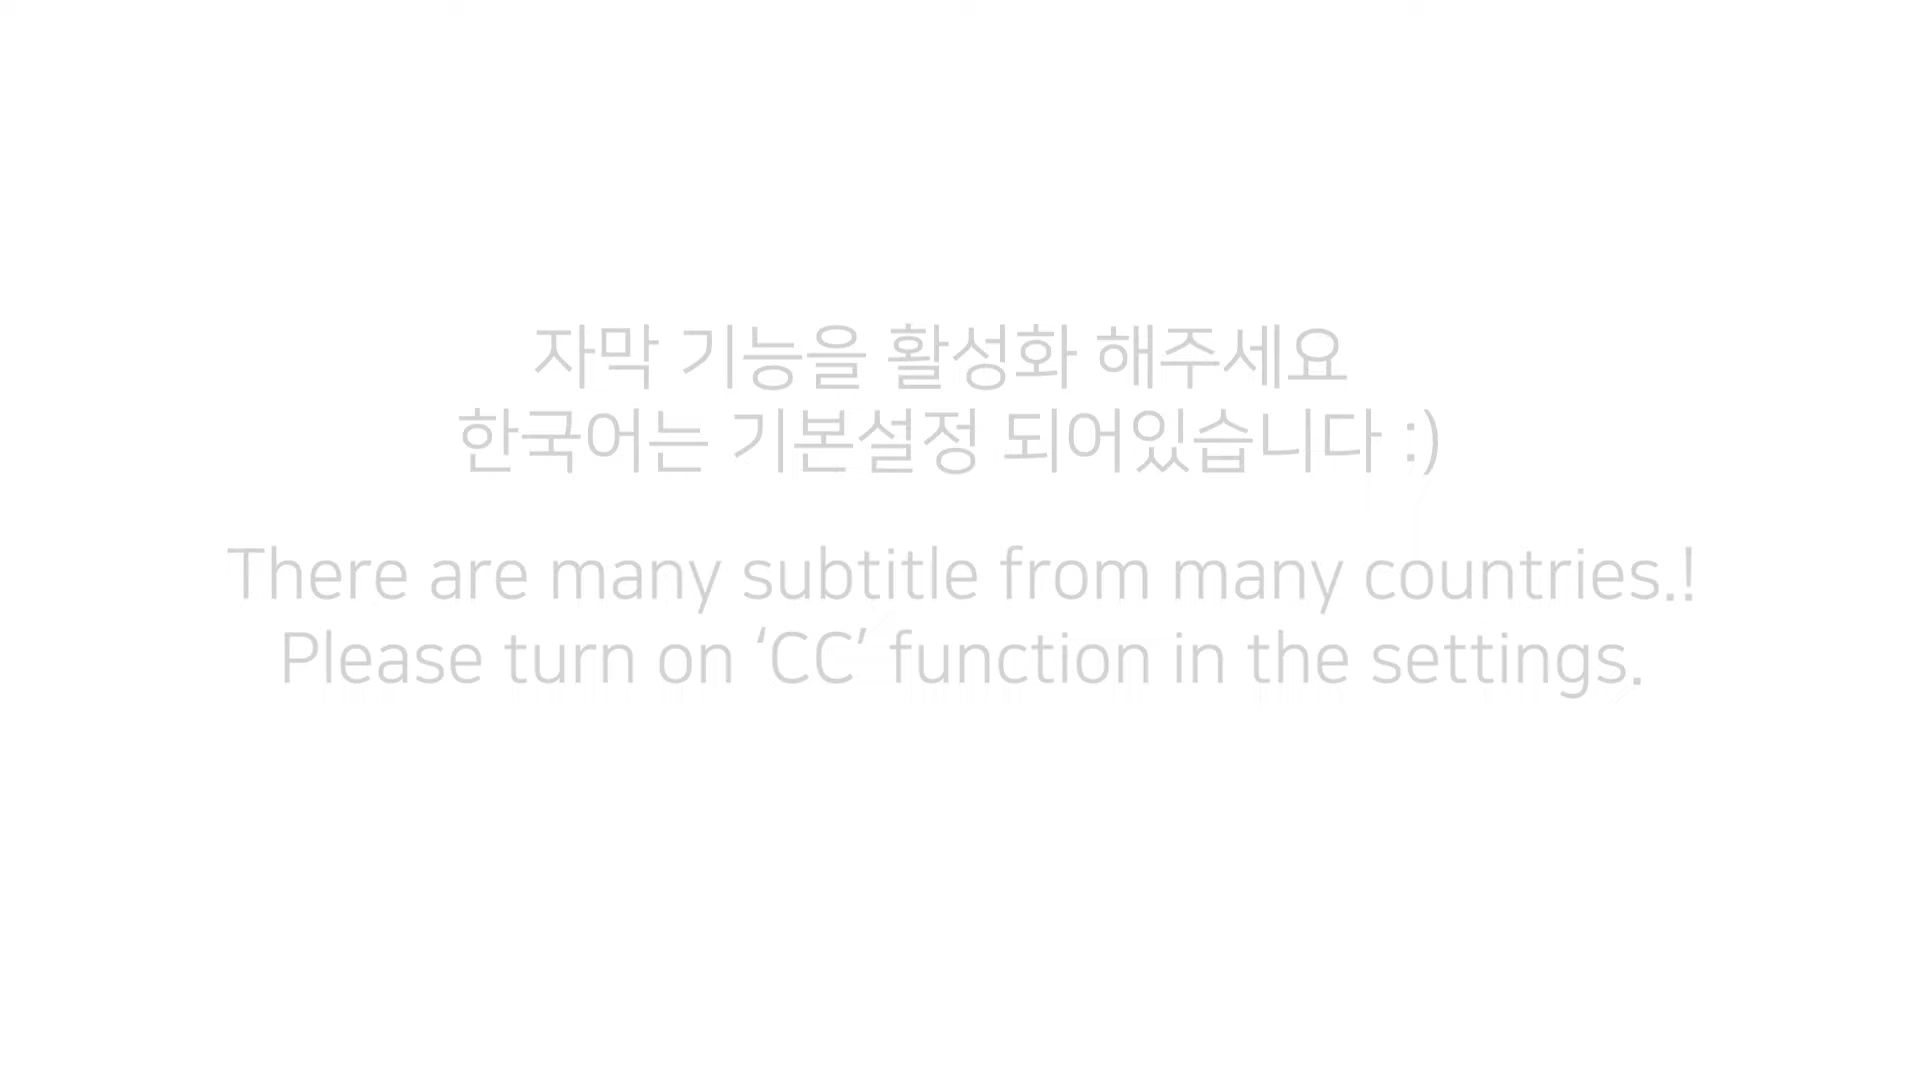 자막 기능을 활성화 해주세요
한국어는 기본설정 되어있습니다 :)
There are many subtitle from many countries.!
Please turn on ‘CC’ function in the settings.